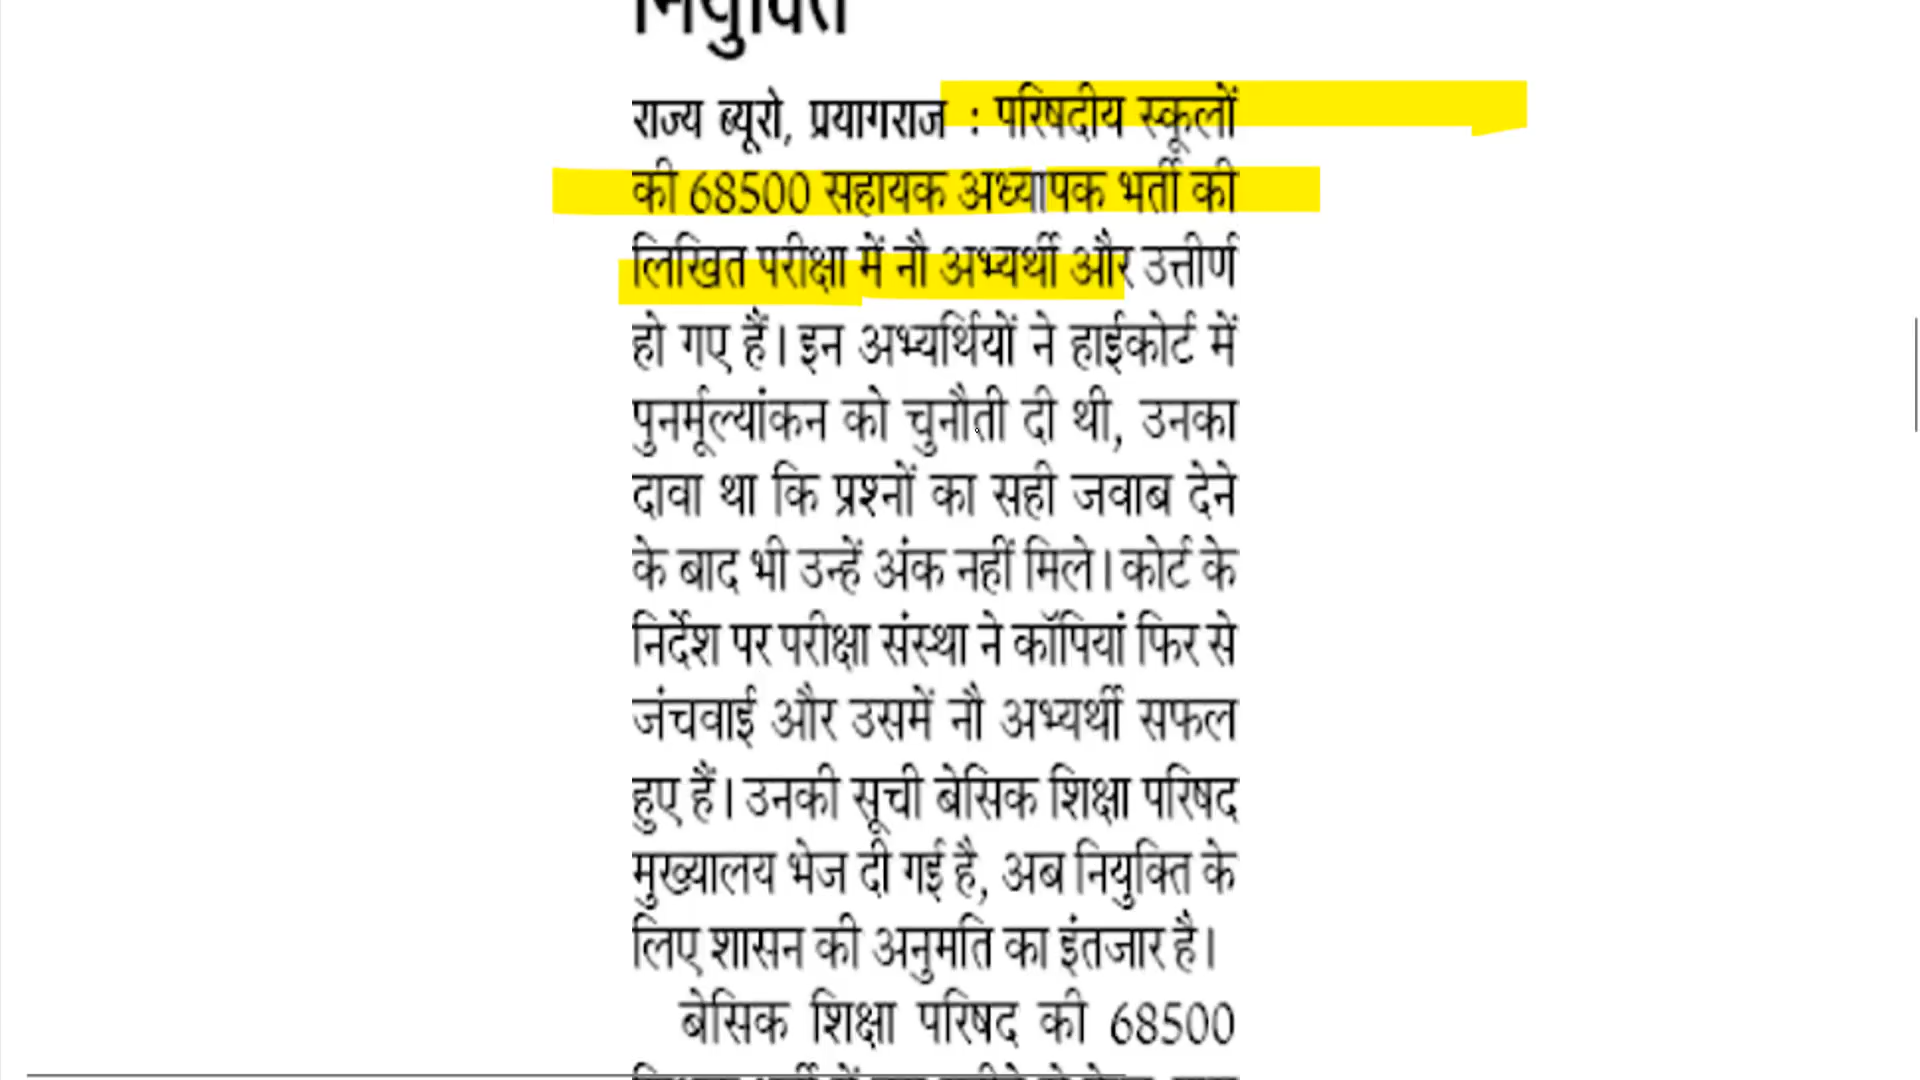 नियुक्ति
राज्य ब्यूरो, प्रयागराज : परिषदीय स्कूलों
की 68500 सहायक अध्यापक भर्ती की
लिखित परीक्षा में नौ अभ्यर्थी और उत्तीर्ण
हो गए हैं। इन अभ्यर्थियों ने हाईकोर्ट में
पुनर्मूल्यांकन को चुनौती दी थी, उनका
दावा था कि प्रश्नों का सही जवाब देने
के बाद भी उन्हें अंक नहीं मिले। कोर्ट के
निर्देश पर परीक्षा संस्था ने कॉपियां फिर से
जंचवाई और उसमें नौ अभ्यर्थी सफल
हुए हैं। उनकी सूची बेसिक शिक्षा परिषद
मुख्यालय भेज दी गई है, अब नियुक्ति के
लिए शासन की अनुमति का इंतजार है।
बेसिक शिक्षा परिषद की 68500